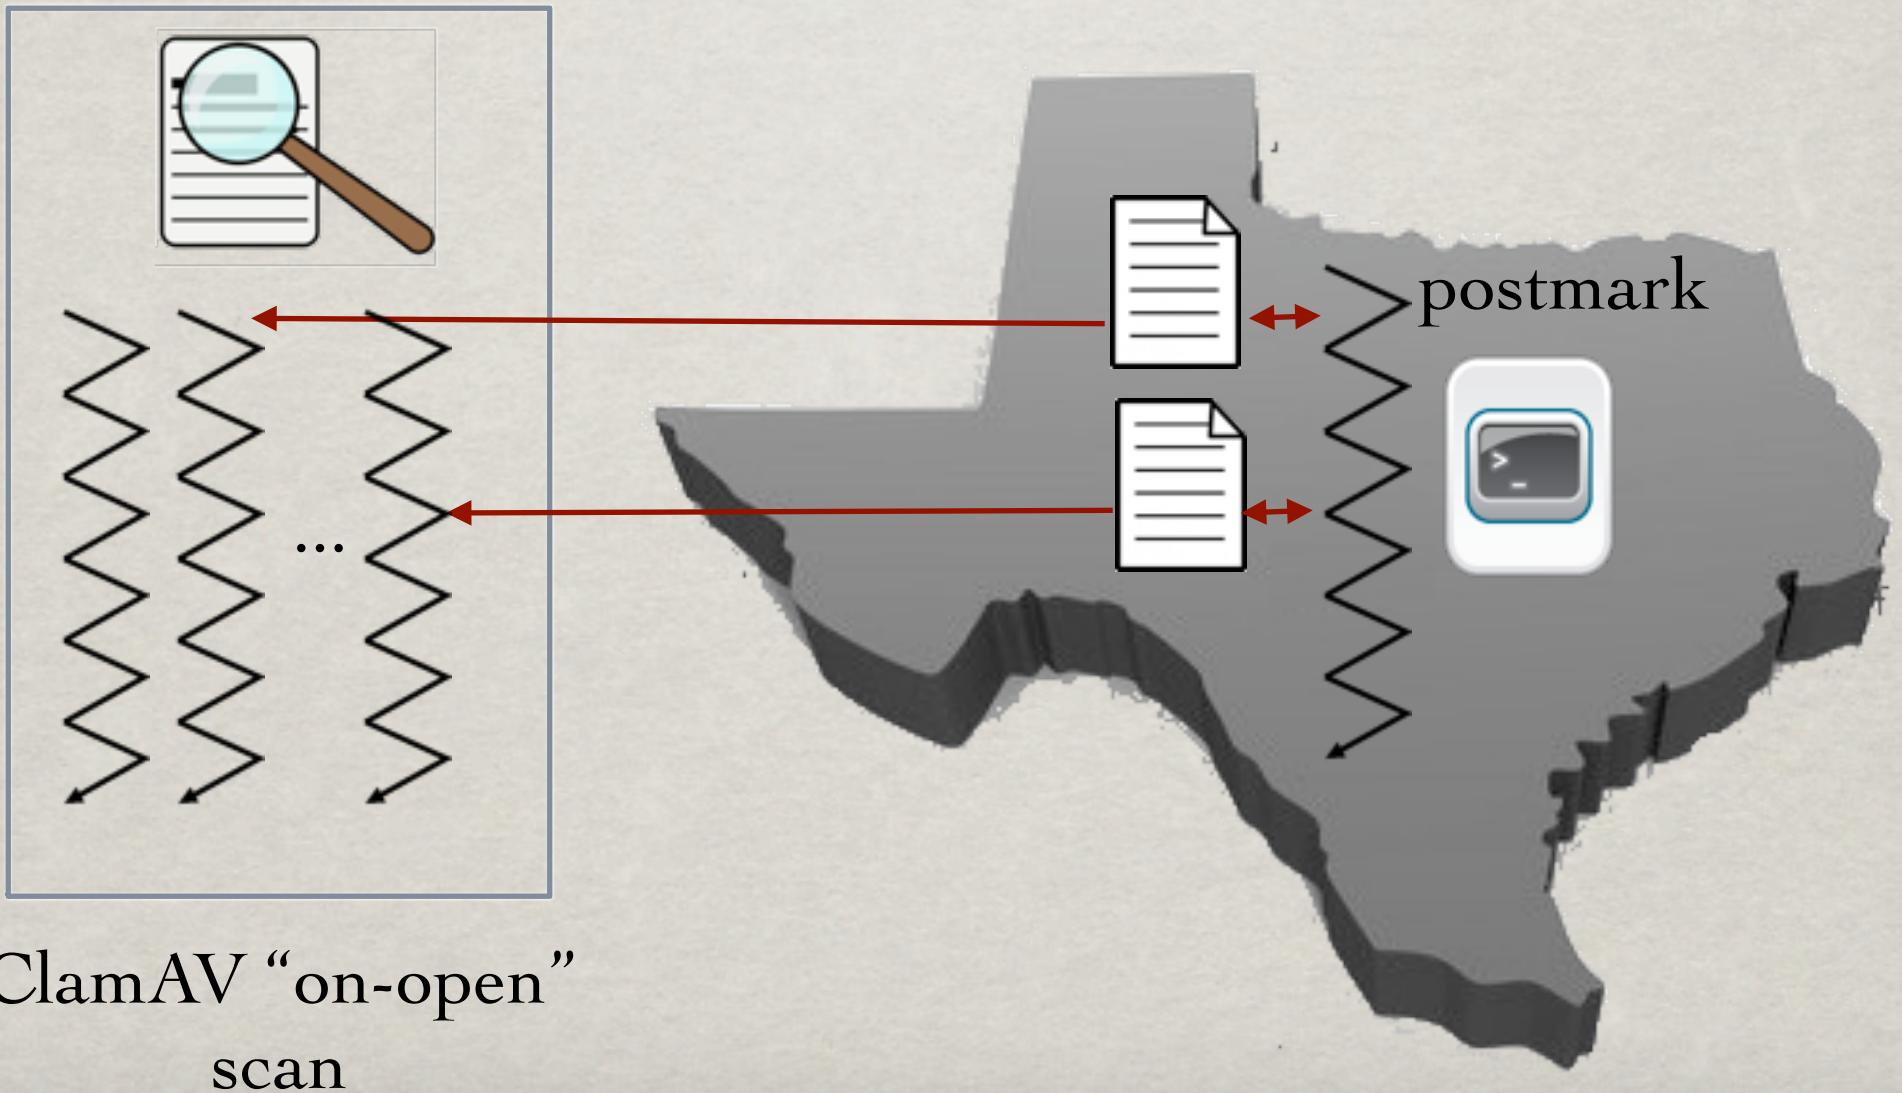 postmark
>_
...
ClamAV “on-open”
scan